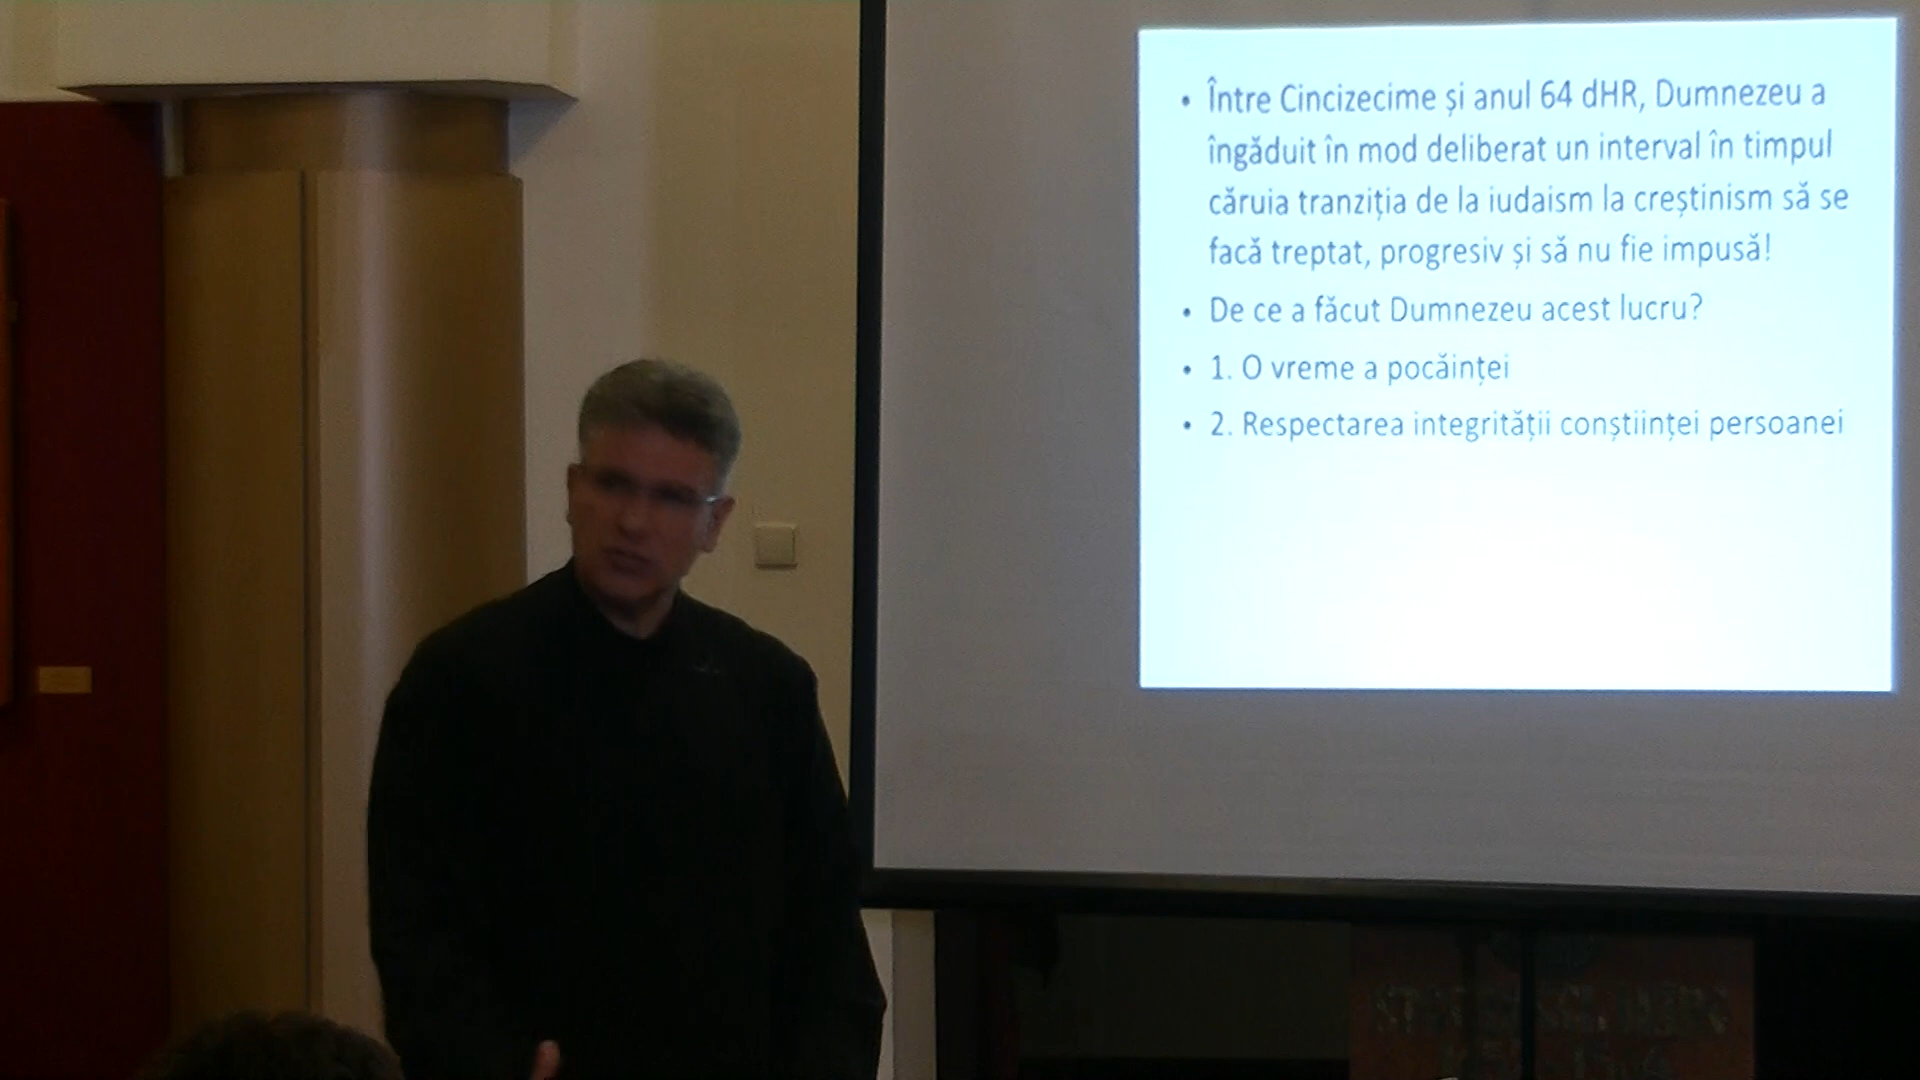 • Între Cincizecime și anul 64 dHR, Dumnezeu a
îngăduit în mod deliberat un interval în timpul
căruia tranziția de la iudaism la creștinism să se
facă treptat, progresiv și să nu fie impusă!
• De ce a făcut Dumnezeu acest lucru?
• 1. O vreme a pocăinței
• 2. Respectarea integrității conștiinței persoanei